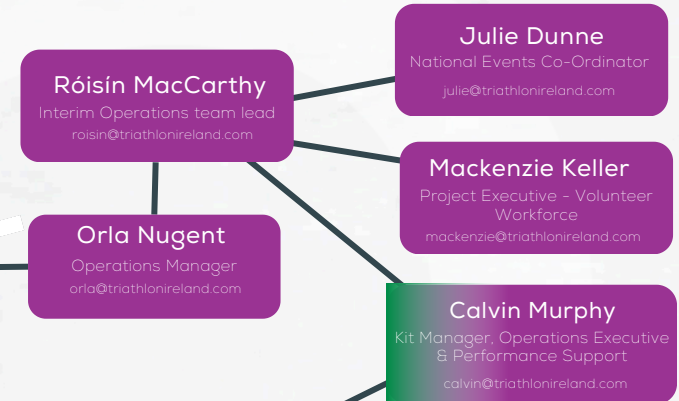 Róisín MacCarthy
Interim Operations team lead
roisin@triathlonireland.com
Julie Dunne
National Events Co-Ordinator
julie@triathlonireland.com
Mackenzie Keller
Project Executive - Volunteer
Workforce
mackenzie@triathlonireland.com
Orla Nugent
Operations Manager
orla@triathlonireland.com
Calvin Murphy
Kit Manager, Operations Executive
& Performance Support
calvin@triathlonireland.com